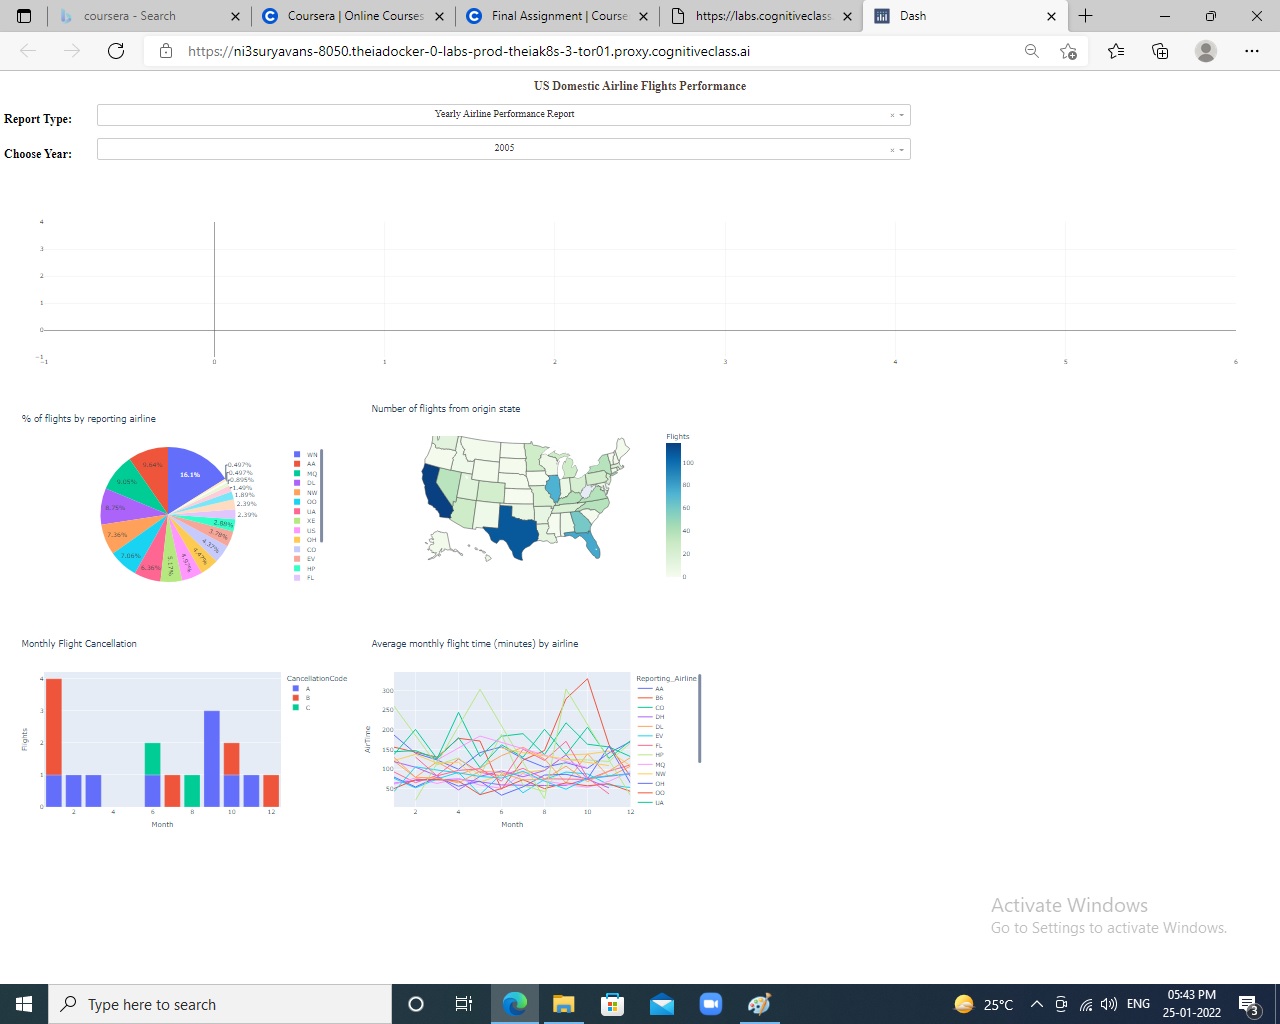 coursera - Search
Coursera | Online Courses
Final Assignment | Course
https://labs.cognitiveclass.
Dash
https://ni3suryavans-8050.theiadocker-0-labs-prod-theiak8s-3-tor01.proxy.cognitiveclass.ai
US Domestic Airline Flights Performance
Report Type:
Yearly Airline Performance Report
Choose Year:
2005
4
3
2
1
0
−1
−1 0 1 2 3 4 5 6
% of flights by reporting airline
16.1%
9.64%
9.05%
8.75%
7.36%
7.06%
6.36%
5.17%
4.97%
4.47%
4.37%
3.78%
2.88%
2.39%
2.39%
1.89%
1.49%
0.895%
0.497%
0.497%
WN
AA
MQ
DL
NW
OO
UA
XE
US
OH
CO
EV
HP
FL
Number of flights from origin state
Flights
100
80
60
40
20
0
Monthly Flight Cancellation
CancellationCode
A
B
C
Flights
4
3
2
1
0
2 4 6 8 10 12
Month
Average monthly flight time (minutes) by airline
Reporting_Airline
AA
B6
CO
DH
DL
EV
FL
HP
MQ
NW
OH
OO
UA
AirTime
300
250
200
150
100
50
2 4 6 8 10 12
Month
Activate Windows
Go to Settings to activate Windows.
Type here to search
25°C
ENG
05:43 PM
25-01-2022
3